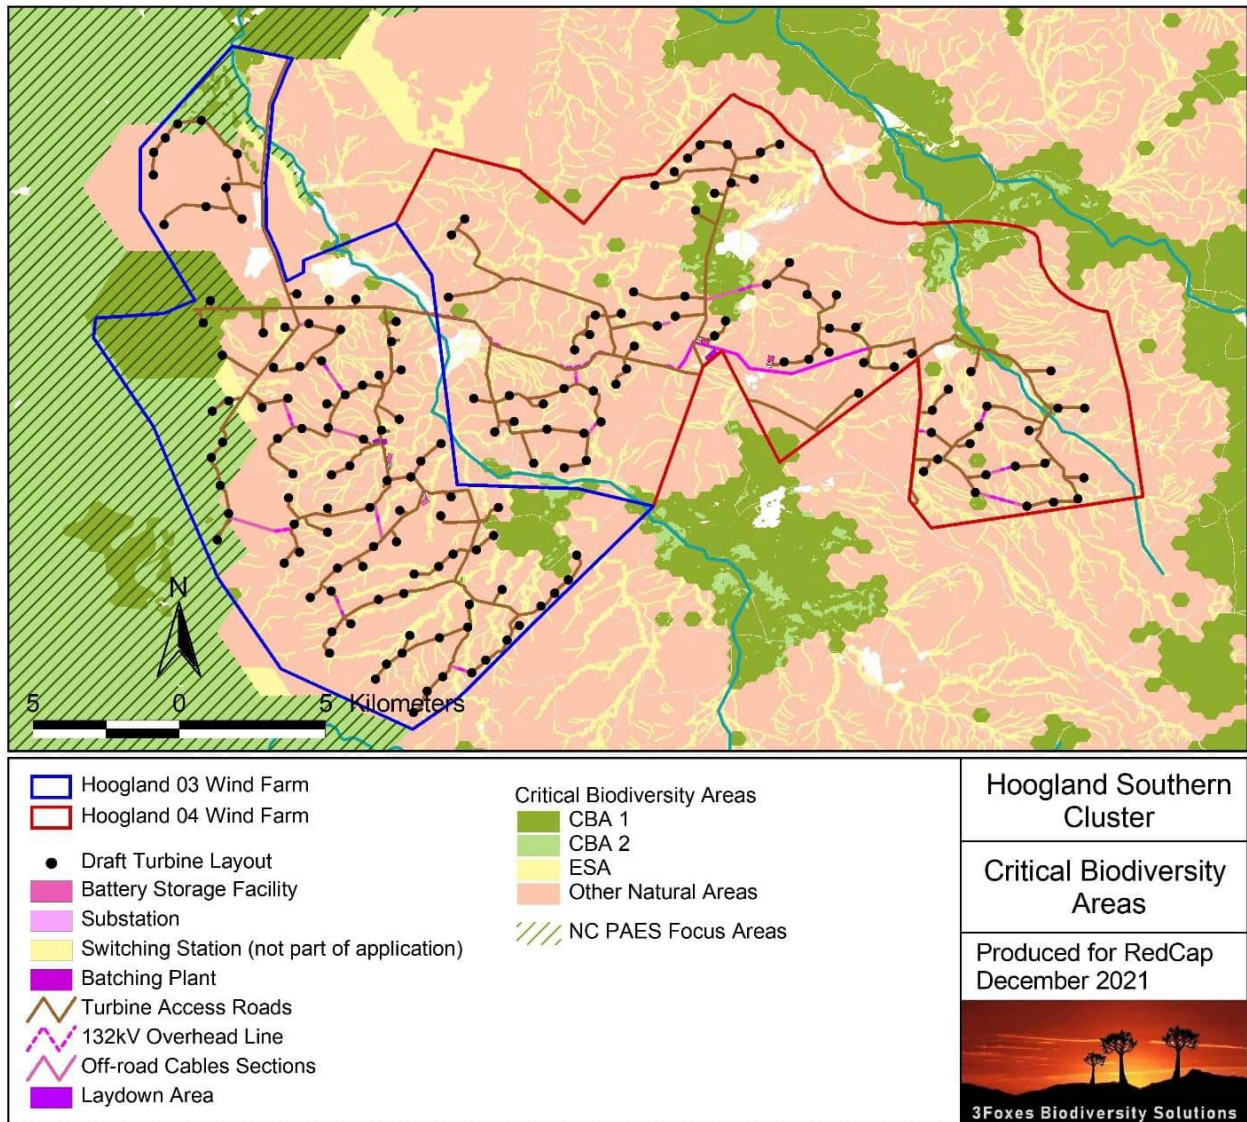 N
5 0 5 Kilometers
Hoogland 03 Wind Farm
Hoogland 04 Wind Farm
Draft Turbine Layout
Battery Storage Facility
Substation
Switching Station (not part of application)
Batching Plant
Turbine Access Roads
132kV Overhead Line
Off-road Cables Sections
Laydown Area
Critical Biodiversity Areas
CBA 1
CBA 2
ESA
Other Natural Areas
NC PAES Focus Areas
Hoogland Southern
Cluster
Critical Biodiversity
Areas
Produced for RedCap
December 2021
3Foxes Biodiversity Solutions